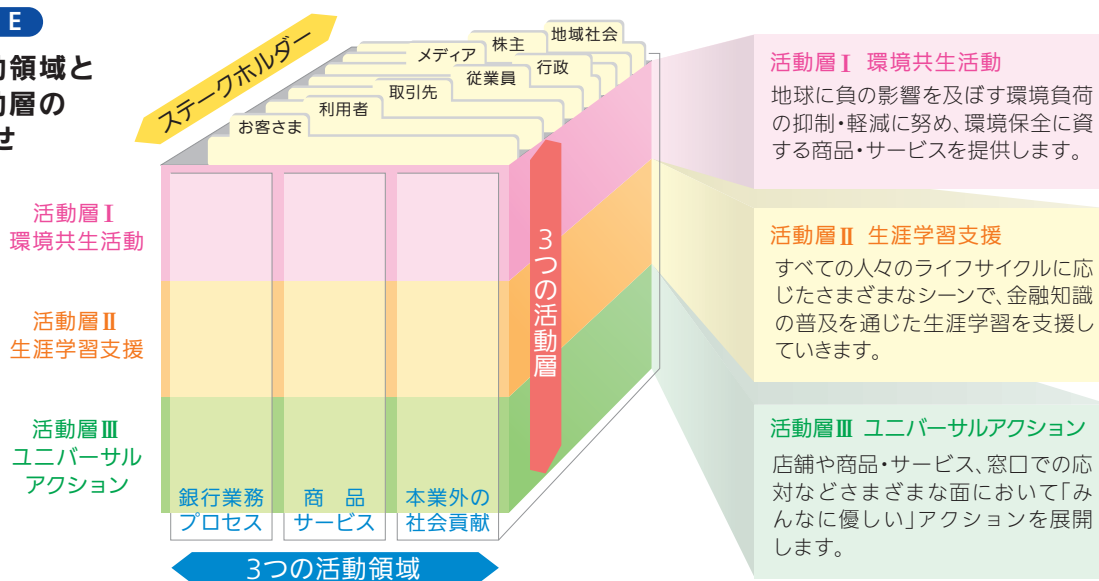 E
動領域と
動層の
せ
ステークホルダー
地域社会
株主
メディア
行政
従業員
取引先
利用者
お客さま
活動層Ⅰ
環境共生活動
活動層Ⅱ
生涯学習支援
活動層Ⅲ
ユニバーサル
アクション
3つの活動層
銀行業務
プロセス
商 品
サービス
本業外の
社会貢献
3つの活動領域
活動層Ⅰ 環境共生活動
地球に負の影響を及ぼす環境負荷
の抑制・軽減に努め、環境保全に資
する商品・サービスを提供します。
活動層Ⅱ 生涯学習支援
すべての人々のライフサイクルに応
じたさまざまなシーンで、金融知識
の普及を通じた生涯学習を支援し
ていきます。
活動層Ⅲ ユニバーサルアクション
店舗や商品・サービス、窓口での応
対などさまざまな面において「み
んなに優しい」アクションを展開
します。